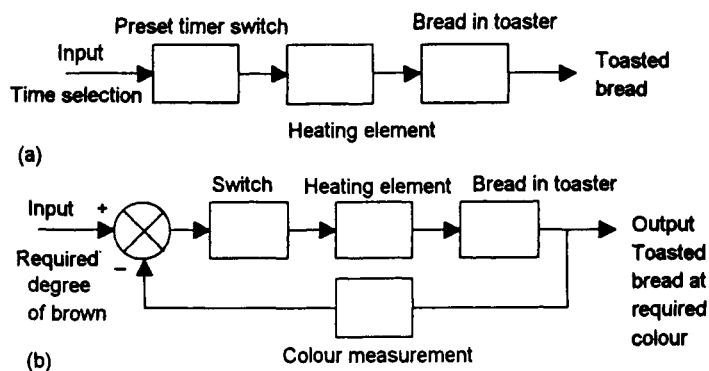 Preset timer switch
Bread in toaster
Input
Time selection
Toasted
bread
Heating element
(a)
Switch
Heating element
Bread in toaster
Input
+
Required
degree
of brown
−
Output
Toasted
bread at
required
colour
Colour measurement
(b)